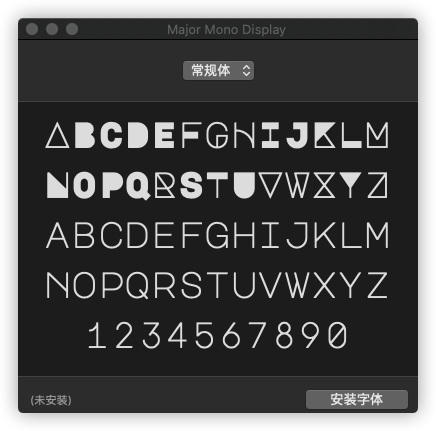 Major Mono Display
常规体
ABCDEFGHIJKLM
NOPQRSTUVWXYZ
ABCDEFGHIJKLM
NOPQRSTUVWXYZ
1234567890
(未安装)
安装字体